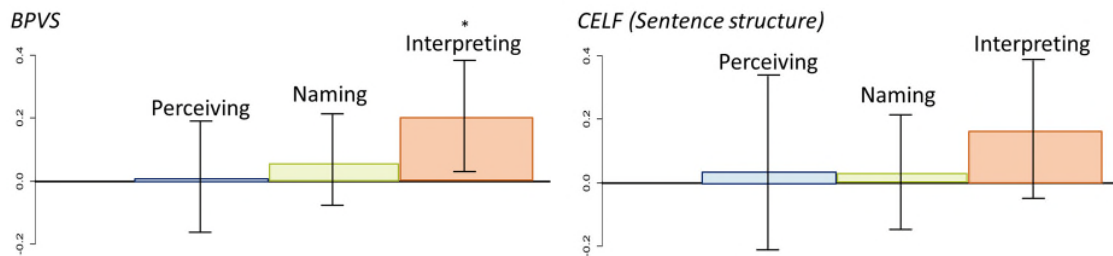 BPVS
*
Interpreting
Naming
Perceiving
0.4
0.2
0.0
-0.2
CELF (Sentence structure)
Interpreting
Perceiving
Naming
0.4
0.2
0.0
-0.2